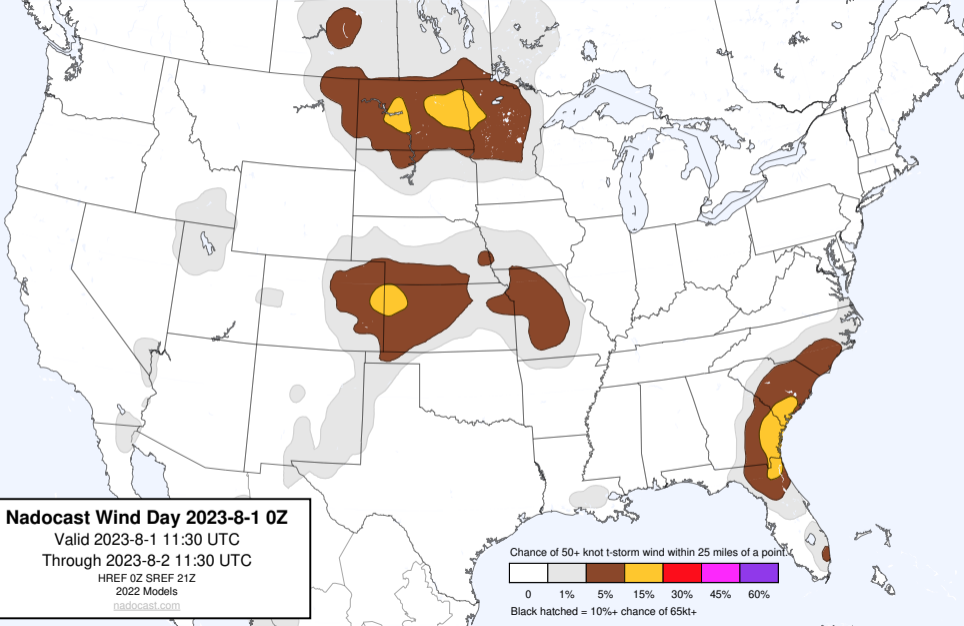 Nadocast Wind Day 2023-8-1 0Z
Valid 2023-8-1 11:30 UTC
Through 2023-8-2 11:30 UTC
HREF 0Z SREF 21Z
2022 Models
nadocast.com
Chance of 50+ knot t-storm wind within 25 miles of a point.
0 1% 5% 15% 30% 45% 60%
Black hatched = 10%+ chance of 65kt+